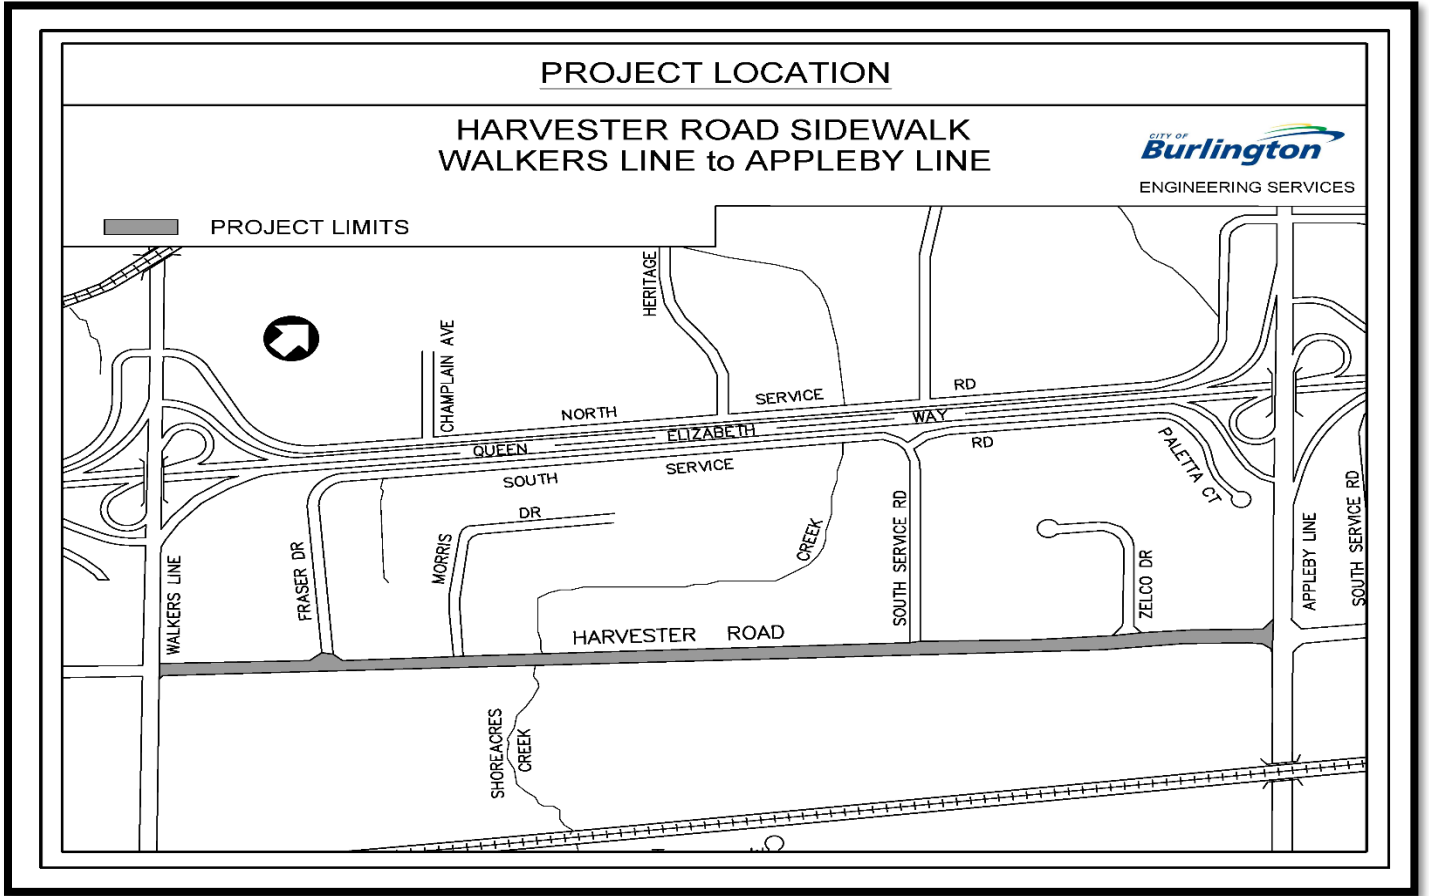 PROJECT LOCATION
HARVESTER ROAD SIDEWALK
WALKERS LINE to APPLEBY LINE
CITY OF
Burlington
ENGINEERING SERVICES
PROJECT LIMITS
HERITAGE
CHAMPLAIN AVE
NORTH
SERVICE
RD
QUEEN
ELIZABETH
WAY
SOUTH
SERVICE
RD
PALETTA CT
DR
MORRIS
FRASER DR
WALKERS LINE
CREEK
SOUTH SERVICE RD
ZELCO DR
APPLEBY LINE
SOUTH SERVICE RD
HARVESTER ROAD
SHOREACRES
CREEK